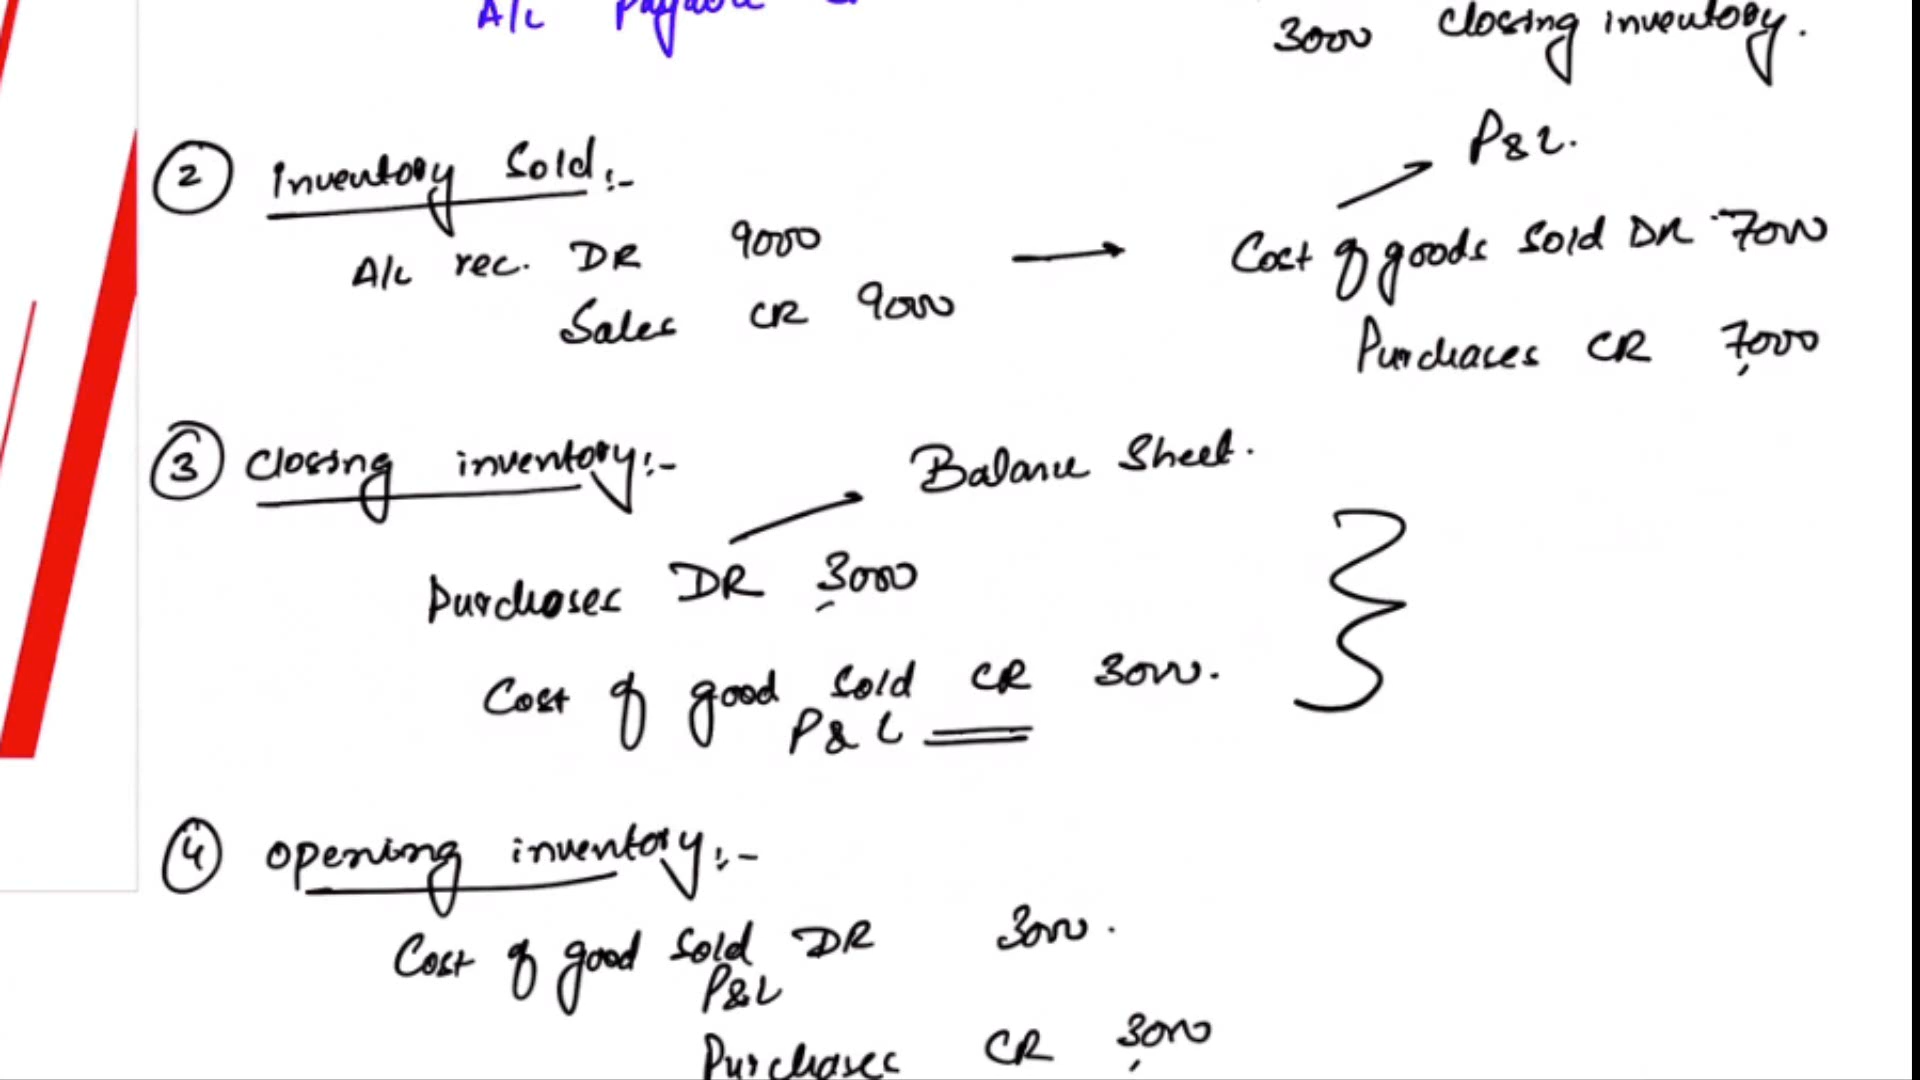 A/c Payable
3000 closing inventory.
② Inventory Sold:-
P&L.
A/c rec. DR 9000
Sales CR 9000
Cost of goods sold DR 7000
Purchases CR 7000
③ closing inventory:-
Balance Sheet.
Purchases DR 3000
Cost of good sold CR 3000.
P&L
④ opening inventory:-
Cost of good sold DR 3000.
P&L
Purchases CR 3000